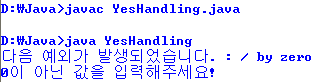 D:₩Java>javac YesHandling.java
D:₩Java>java YesHandling
다음 예외가 발생되었습니다. : / by zero
0이 아닌 값을 입력해주세요!